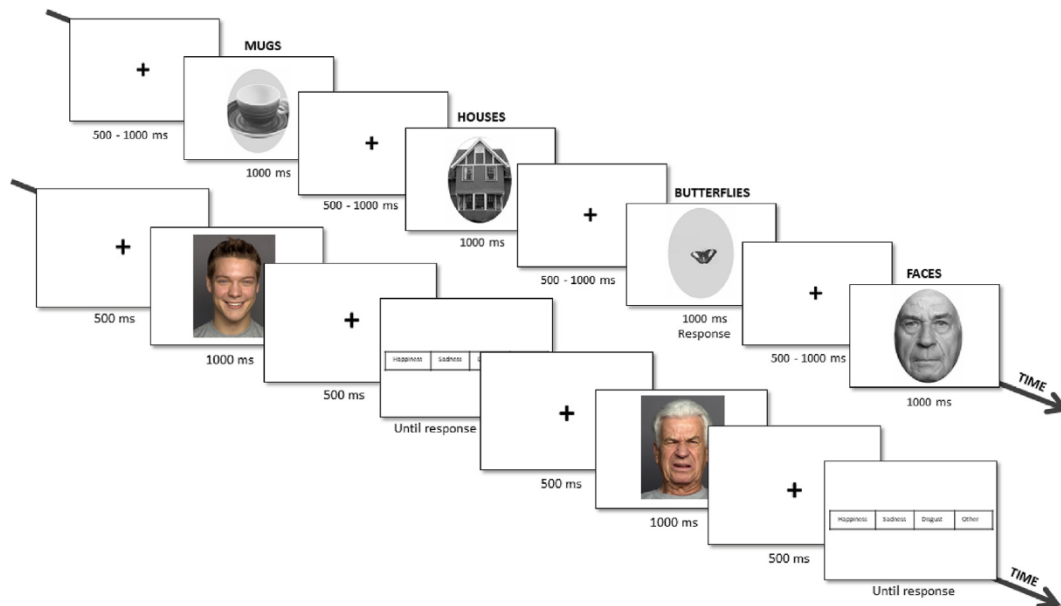 MUGS
500 - 1000 ms
1000 ms
HOUSES
500 - 1000 ms
1000 ms
BUTTERFLIES
500 - 1000 ms
1000 ms
Response
FACES
500 - 1000 ms
1000 ms
TIME
500 ms
1000 ms
500 ms
Happiness Sadness D
Until response
500 ms
1000 ms
500 ms
Happiness Sadness Disgust Other
Until response
TIME